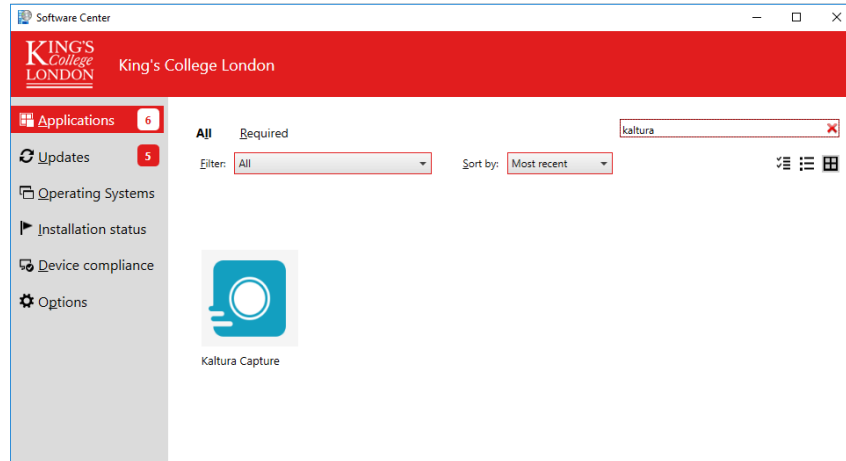 Software Center
KING'S
College
LONDON
King's College London
Applications 6
Updates 5
Operating Systems
Installation status
Device compliance
Options
All Required
kaltura
Filter: All Sort by: Most recent
Kaltura Capture